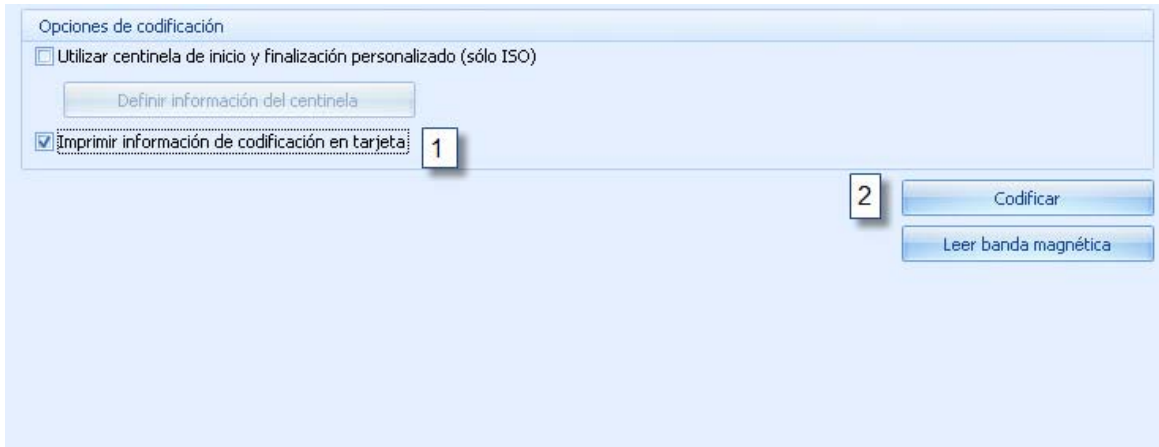 Opciones de codificación
Utilizar centinela de inicio y finalización personalizado (sólo ISO)
Definir información del centinela
Imprimir información de codificación en tarjeta
1
2
Codificar
Leer banda magnética